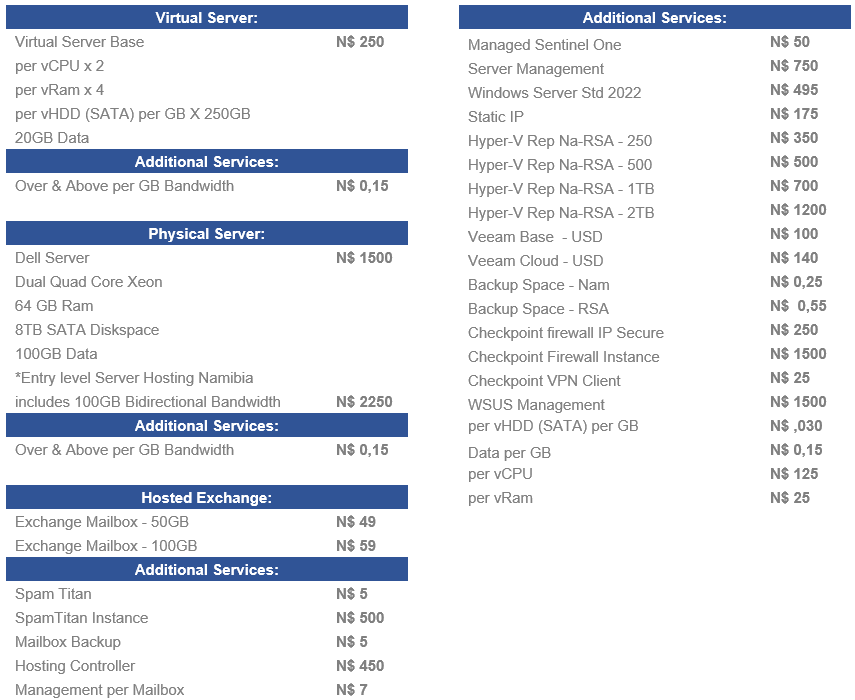 Virtual Server:
Virtual Server Base N$ 250
per vCPU x 2
per vRam x 4
per vHDD (SATA) per GB X 250GB
20GB Data
Additional Services:
Over & Above per GB Bandwidth N$ 0,15
Physical Server:
Dell Server N$ 1500
Dual Quad Core Xeon
64 GB Ram
8TB SATA Diskspace
100GB Data
*Entry level Server Hosting Namibia
includes 100GB Bidirectional Bandwidth N$ 2250
Additional Services:
Over & Above per GB Bandwidth N$ 0,15
Hosted Exchange:
Exchange Mailbox - 50GB N$ 49
Exchange Mailbox - 100GB N$ 59
Additional Services:
Spam Titan N$ 5
SpamTitan Instance N$ 500
Mailbox Backup N$ 5
Hosting Controller N$ 450
Management per Mailbox N$ 7
Additional Services:
Managed Sentinel One N$ 50
Server Management N$ 750
Windows Server Std 2022 N$ 495
Static IP N$ 175
Hyper-V Rep Na-RSA - 250 N$ 350
Hyper-V Rep Na-RSA - 500 N$ 500
Hyper-V Rep Na-RSA - 1TB N$ 700
Hyper-V Rep Na-RSA - 2TB N$ 1200
Veeam Base - USD N$ 100
Veeam Cloud - USD N$ 140
Backup Space - Nam N$ 0,25
Backup Space - RSA N$ 0,55
Checkpoint firewall IP Secure N$ 250
Checkpoint Firewall Instance N$ 1500
Checkpoint VPN Client N$ 25
WSUS Management N$ 1500
per vHDD (SATA) per GB N$ ,030
Data per GB N$ 0,15
per vCPU N$ 125
per vRam N$ 25